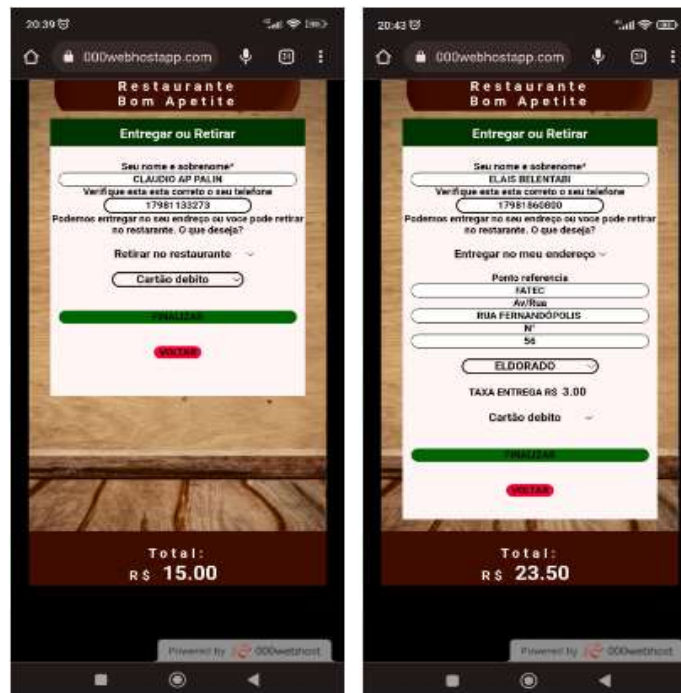 20:39
000webhostapp.com
Restaurante
Bom Apetite
Entregar ou Retirar
Seu nome e sobrenome*
CLAUDIO AP PALIN
Verifique esta esta correto o seu telefone
17981133273
Podemos entregar no seu endreço ou voce pode retirar
no restarante. O que deseja?
Retirar no restaurante
Cartão debito
FINALIZAR
VOLTAR
Total:
R$ 15.00
Powered by 000webhost
20:43
000webhostapp.com
Restaurante
Bom Apetite
Entregar ou Retirar
Seu nome e sobrenome*
ELAIS BELENTABI
Verifique esta esta correto o seu telefone
17981860800
Podemos entregar no seu endreço ou voce pode retirar
no restarante. O que deseja?
Entregar no meu endereço
Ponto referencia
FATEC
Av/Rua
RUA FERNANDÓPOLIS
N°
56
ELDORADO
TAXA ENTREGA R$ 3.00
Cartão debito
FINALIZAR
VOLTAR
Total:
R$ 23.50
Powered by 000webhost